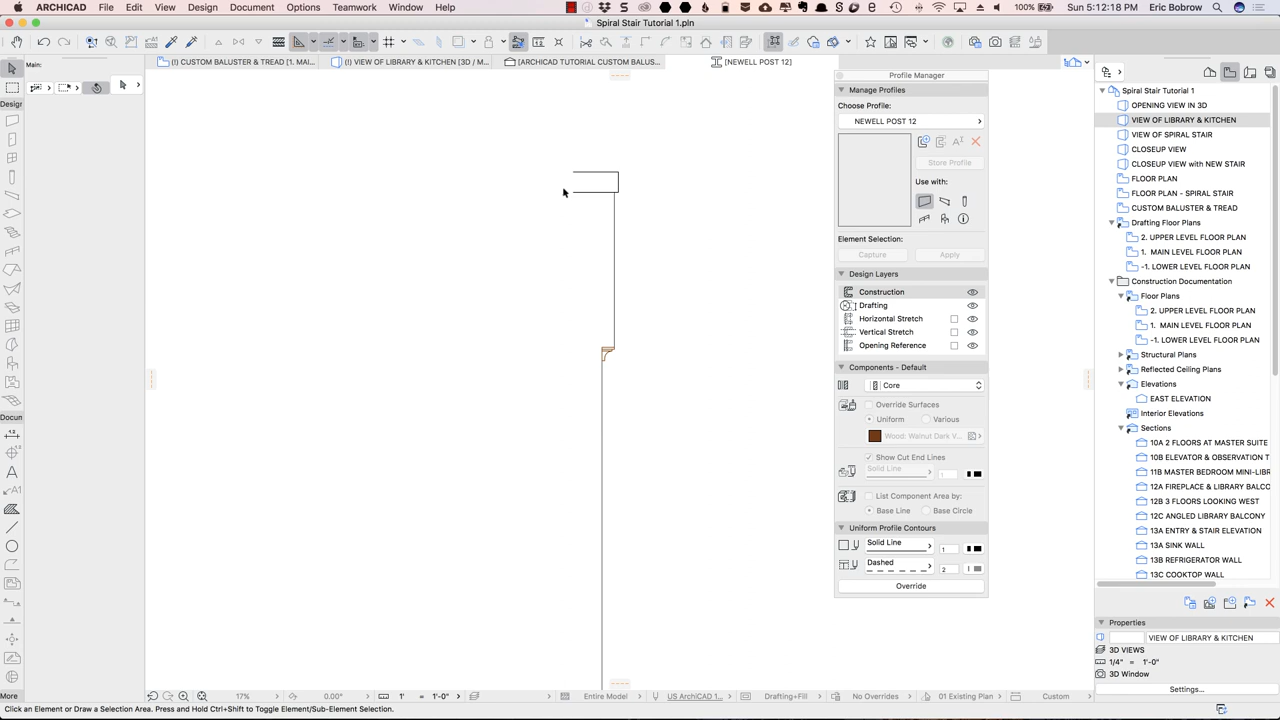 ARCHICAD File Edit View Design Document Options Teamwork Window Help 100% Sun 5:12:18 PM Eric Bobrow
Spiral Stair Tutorial 1.pln
Main:
(!) CUSTOM BALUSTER & TREAD [1. MAI...
(!) VIEW OF LIBRARY & KITCHEN [3D / M...
[ARCHICAD TUTORIAL CUSTOM BALUS...
[NEWELL POST 12]
Design
Docun
More
Profile Manager
Manage Profiles
Choose Profile:
NEWELL POST 12
Store Profile
Use with:
Element Selection:
Capture Apply
Design Layers
Construction
Drafting
Horizontal Stretch
Vertical Stretch
Opening Reference
Components - Default
Core
Override Surfaces
Uniform Various
Wood: Walnut Dark V...
Show Cut End Lines
Solid Line 1
List Component Area by:
Base Line Base Circle
Uniform Profile Contours
Solid Line 1
Dashed 2
Override
Spiral Stair Tutorial 1
OPENING VIEW IN 3D
VIEW OF LIBRARY & KITCHEN
VIEW OF SPIRAL STAIR
CLOSEUP VIEW
CLOSEUP VIEW with NEW STAIR
FLOOR PLAN
FLOOR PLAN - SPIRAL STAIR
CUSTOM BALUSTER & TREAD
Drafting Floor Plans
2. UPPER LEVEL FLOOR PLAN
1. MAIN LEVEL FLOOR PLAN
-1. LOWER LEVEL FLOOR PLAN
Construction Documentation
Floor Plans
2. UPPER LEVEL FLOOR PLAN
1. MAIN LEVEL FLOOR PLAN
-1. LOWER LEVEL FLOOR PLAN
Structural Plans
Reflected Ceiling Plans
Elevations
EAST ELEVATION
Interior Elevations
Sections
10A 2 FLOORS AT MASTER SUITE
10B ELEVATOR & OBSERVATION T
11B MASTER BEDROOM MINI-LIBR
12A FIREPLACE & LIBRARY BALCO
12B 3 FLOORS LOOKING WEST
12C ANGLED LIBRARY BALCONY
13A ENTRY & STAIR ELEVATION
13A SINK WALL
13B REFRIGERATOR WALL
13C COOKTOP WALL
Properties
VIEW OF LIBRARY & KITCHEN
3D VIEWS
1/4" = 1'-0"
3D Window
Settings...
17% 0.00° 1' = 1'-0" Entire Model US ArchiCAD 1... Drafting+Fill No Overrides 01 Existing Plan Custom
Click an Element or Draw a Selection Area. Press and Hold Ctrl+Shift to Toggle Element/Sub-Element Selection.